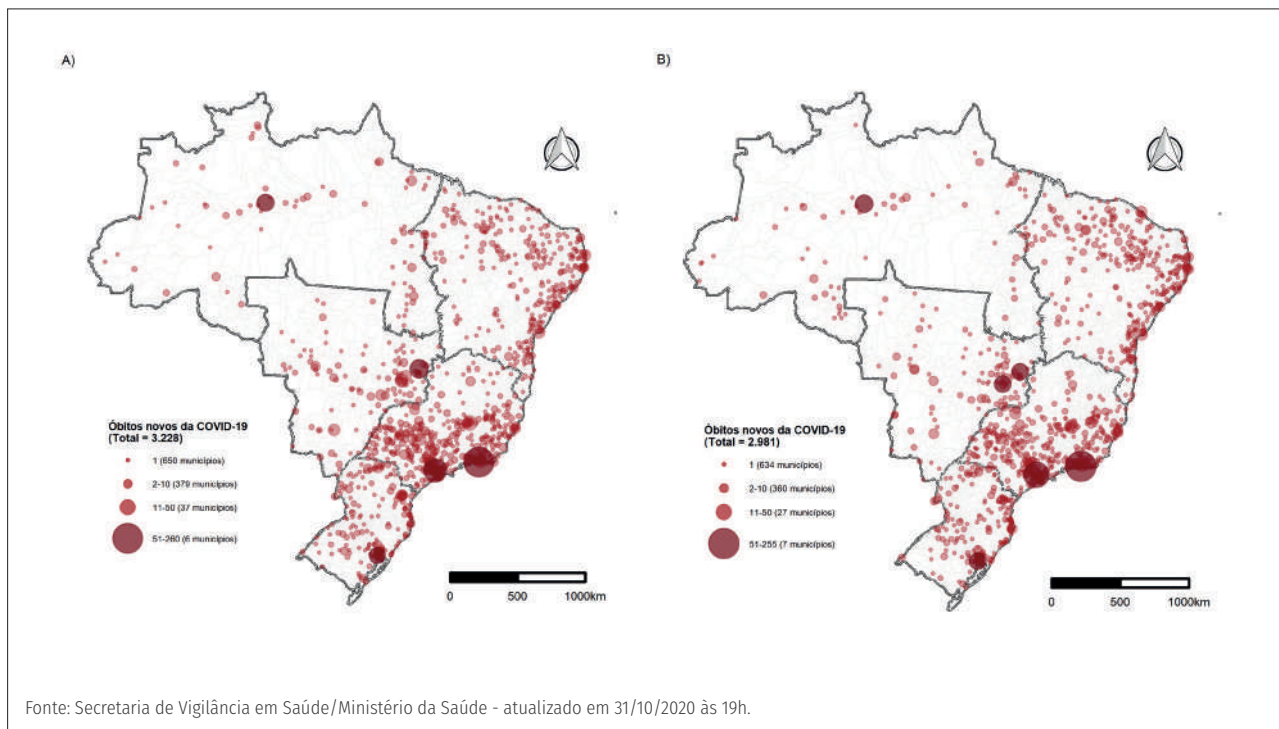 A)
Óbitos novos da COVID-19
(Total = 3.228)
1 (650 municípios)
2-10 (379 municípios)
11-50 (37 municípios)
51-260 (6 municípios)
0 500 1000km
B)
Óbitos novos da COVID-19
(Total = 2.981)
1 (634 municípios)
2-10 (360 municípios)
11-50 (27 municípios)
51-255 (7 municípios)
0 500 1000km
Fonte: Secretaria de Vigilância em Saúde/Ministério da Saúde - atualizado em 31/10/2020 às 19h.